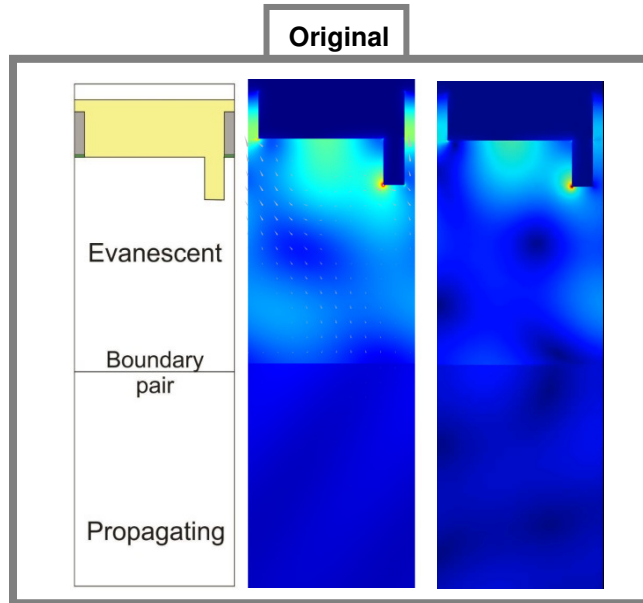 Original
Evanescent
Boundary
pair
Propagating